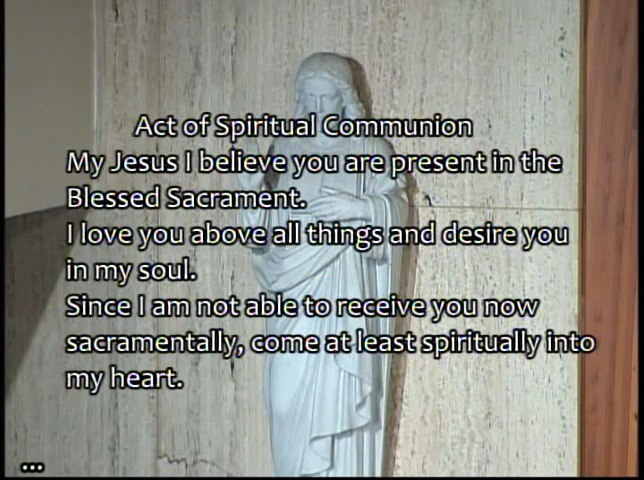 Act of Spiritual Communion
My Jesus I believe you are present in the
Blessed Sacrament.
I love you above all things and desire you
in my soul.
Since I am not able to receive you now
sacramentally, come at least spiritually into
my heart.
...